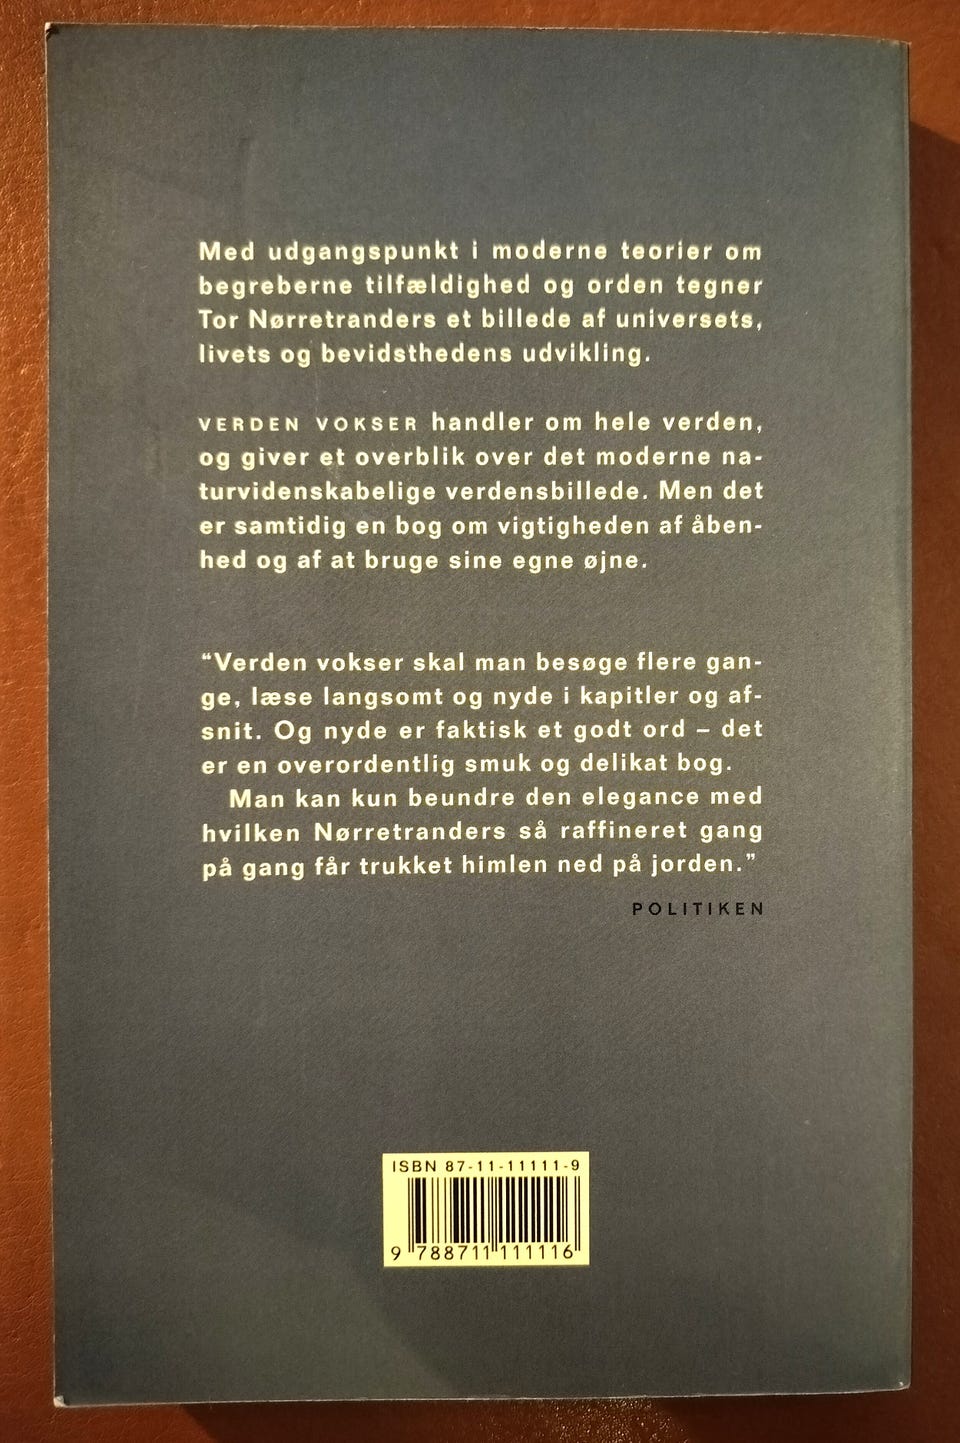 Med udgangspunkt i moderne teorier om
begreberne tilfældighed og orden tegner
Tor Nørretranders et billede af universets,
livets og bevidsthedens udvikling.
VERDEN VOKSER handler om hele verden,
og giver et overblik over det moderne na-
turvidenskabelige verdensbillede. Men det
er samtidig en bog om vigtigheden af åben-
hed og af at bruge sine egne øjne.
“Verden vokser skal man besøge flere gan-
ge, læse langsomt og nyde i kapitler og af-
snit. Og nyde er faktisk et godt ord – det
er en overordentlig smuk og delikat bog.
Man kan kun beundre den elegance med
hvilken Nørretranders så raffineret gang
på gang får trukket himlen ned på jorden.”
POLITIKEN
ISBN 87-11-11111-9
9 788711 111116